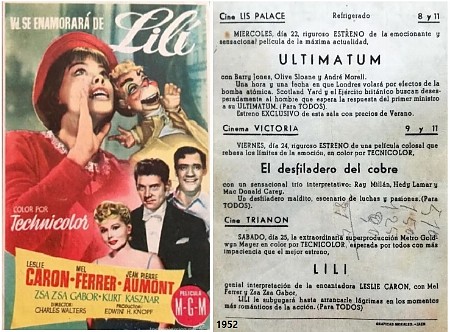 Vd. SE ENAMORARÁ DE
Lilí
COLOR POR
Technicolor
LESLIE CARON - MEL FERRER - JEAN PIERRE AUMONT
ZSA ZSA GABOR · KURT KASZNAR
DIRECTOR:
CHARLES WALTERS
PRODUCTOR:
EDWIN H. KNOPF
PELICULA
M-G-M
Cine LIS PALACE Refrigerado 8 y 11
MIERCOLES, día 22, riguroso ESTRENO de la emocionante y
sensacional película de la máxima actualidad,
ULTIMATUM
con Barry Jones, Olive Sloane y André Morell.
Una hora y una fecha en que Londres volará por efectos de la
bomba atómica. Scotland Yard y el Ejército británico buscan deses-
peradamente al hombre que espera la respuesta del primer ministro
a su ULTIMATUM. (Para TODOS).
Estreno EXCLUSIVO de esta sala con precios de Verano.
Cinema VICTORIA 9 y 11
VIERNES, día 24, riguroso ESTRENO de una película colosal que
rebasa los límites de la emoción, en color por TECHNICOLOR,
El desfiladero del cobre
con un sensacional trío interpretativo: Ray Millán, Hedy Lamar y
Mac Donald Carey.
Un desfiladero maldito, escenario de luchas y pasiones. (Para
TODOS).
Cine TRIANON
SABADO, día 25, la extraordinaria superproducción Metro Gold-
wyn Mayer en color por TECHNICOLOR, esperada por todos con más
impaciencia que el mejor estreno,
LILI
genial interpretación de la encantadora LESLIE CARON, con Mel
Ferrer y Zsa Zsa Gabor.
LILI le subyugará hasta arrancarle lágrimas en los momentos
más románticos de la acción. (Para TODOS)
1952